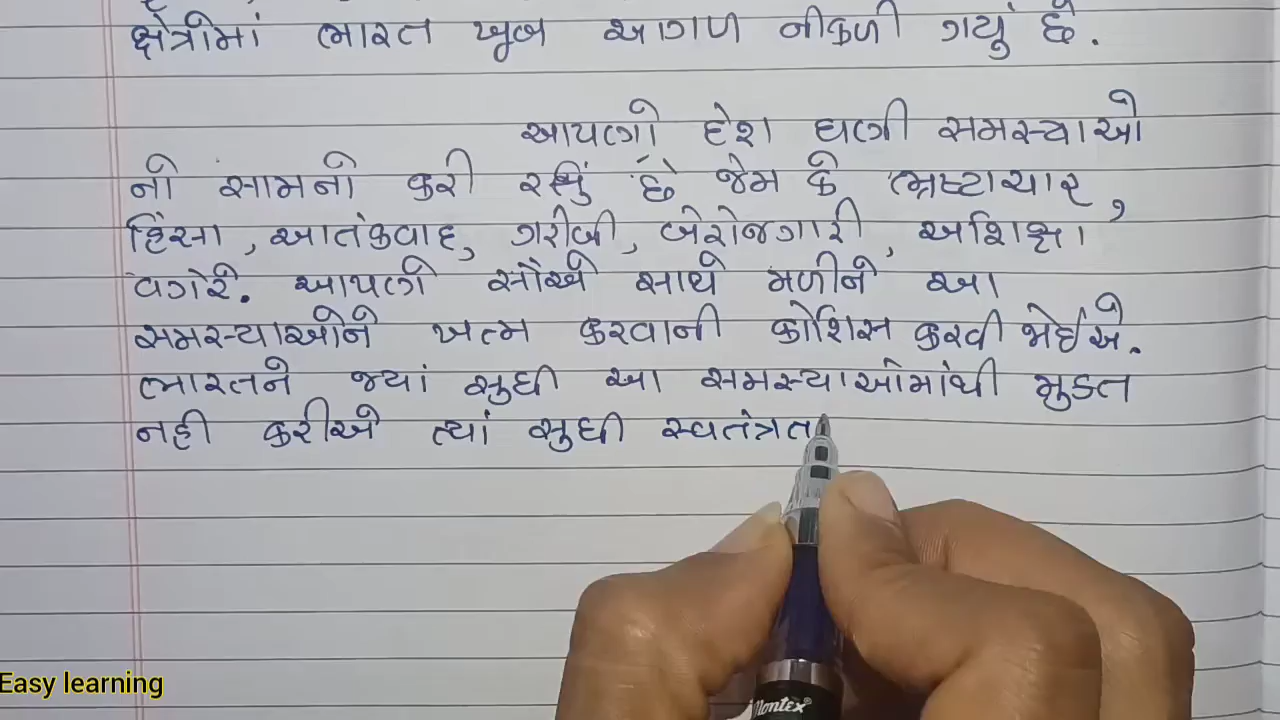 ક્ષેત્રોમાં ભારત ખૂબ આગળ નીકળી ગયું છે.
આપણો દેશ ઘણી સમસ્યાઓ
નો સામનો કરી રહ્યું છે જેમ કે ભ્રષ્ટાચાર,
હિંસા, આતંકવાદ, ગરીબી, બેરોજગારી, અશિક્ષા
વગેરે. આપણે સૌએ સાથે મળીને આ
સમસ્યાઓને ખત્મ કરવાની કોશિસ કરવી જોઈએ.
ભારતને જ્યાં સુધી આ સમસ્યાઓમાંથી મુક્ત
નહી કરીએ ત્યાં સુધી સ્વતંત્રત
Easy learning
Montex